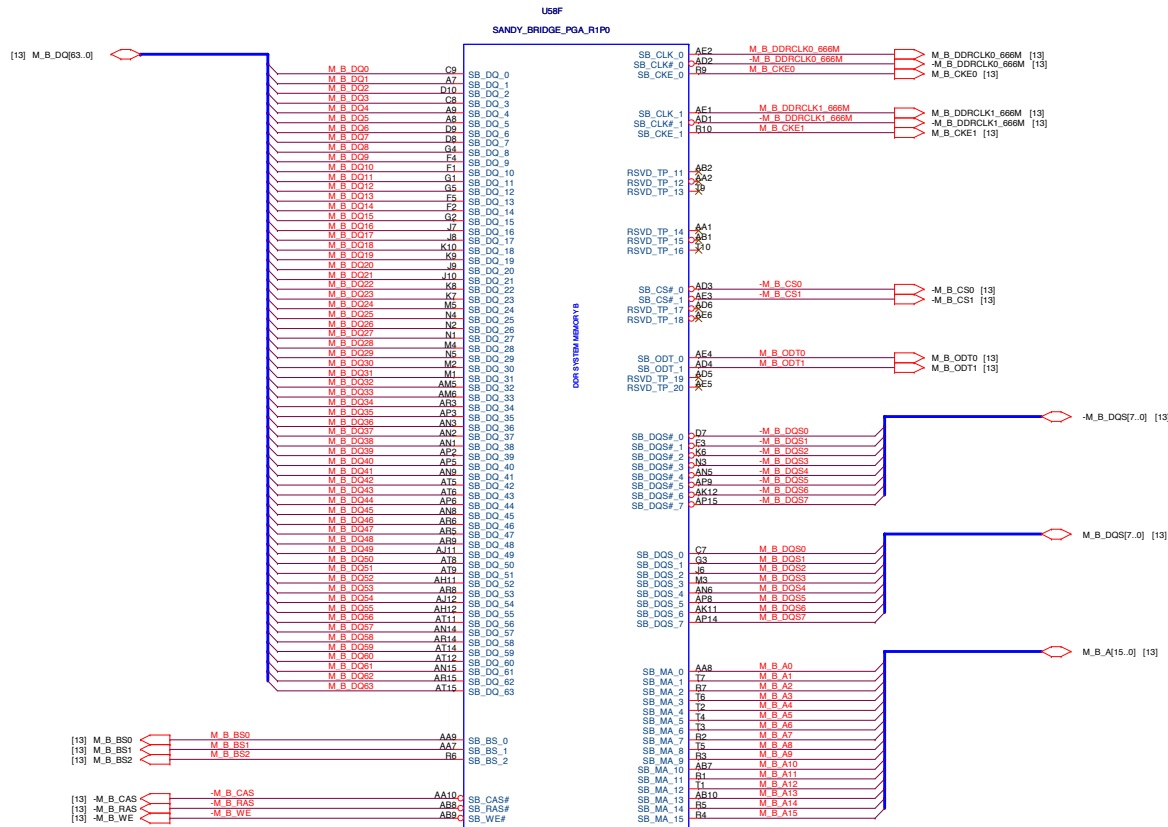 U58F
SANDY_BRIDGE_PGA_R1P0
[13] M_B_DQ[63..0]
M_B_DQ0 C9 SB_DQ_0
M_B_DQ1 A7 SB_DQ_1
M_B_DQ2 D10 SB_DQ_2
M_B_DQ3 C8 SB_DQ_3
M_B_DQ4 A9 SB_DQ_4
M_B_DQ5 A8 SB_DQ_5
M_B_DQ6 D9 SB_DQ_6
M_B_DQ7 D8 SB_DQ_7
M_B_DQ8 G4 SB_DQ_8
M_B_DQ9 F4 SB_DQ_9
M_B_DQ10 F1 SB_DQ_10
M_B_DQ11 G1 SB_DQ_11
M_B_DQ12 G5 SB_DQ_12
M_B_DQ13 F5 SB_DQ_13
M_B_DQ14 F2 SB_DQ_14
M_B_DQ15 G2 SB_DQ_15
M_B_DQ16 J7 SB_DQ_16
M_B_DQ17 J8 SB_DQ_17
M_B_DQ18 K10 SB_DQ_18
M_B_DQ19 K9 SB_DQ_19
M_B_DQ20 J9 SB_DQ_20
M_B_DQ21 J10 SB_DQ_21
M_B_DQ22 K8 SB_DQ_22
M_B_DQ23 K7 SB_DQ_23
M_B_DQ24 M5 SB_DQ_24
M_B_DQ25 N4 SB_DQ_25
M_B_DQ26 N2 SB_DQ_26
M_B_DQ27 N1 SB_DQ_27
M_B_DQ28 M4 SB_DQ_28
M_B_DQ29 N5 SB_DQ_29
M_B_DQ30 M2 SB_DQ_30
M_B_DQ31 M1 SB_DQ_31
M_B_DQ32 AM5 SB_DQ_32
M_B_DQ33 AM6 SB_DQ_33
M_B_DQ34 AR3 SB_DQ_34
M_B_DQ35 AP3 SB_DQ_35
M_B_DQ36 AN3 SB_DQ_36
M_B_DQ37 AN2 SB_DQ_37
M_B_DQ38 AN1 SB_DQ_38
M_B_DQ39 AP2 SB_DQ_39
M_B_DQ40 AP5 SB_DQ_40
M_B_DQ41 AN9 SB_DQ_41
M_B_DQ42 AT5 SB_DQ_42
M_B_DQ43 AT6 SB_DQ_43
M_B_DQ44 AP6 SB_DQ_44
M_B_DQ45 AN8 SB_DQ_45
M_B_DQ46 AR6 SB_DQ_46
M_B_DQ47 AR5 SB_DQ_47
M_B_DQ48 AR9 SB_DQ_48
M_B_DQ49 AJ11 SB_DQ_49
M_B_DQ50 AT8 SB_DQ_50
M_B_DQ51 AT9 SB_DQ_51
M_B_DQ52 AH11 SB_DQ_52
M_B_DQ53 AR8 SB_DQ_53
M_B_DQ54 AJ12 SB_DQ_54
M_B_DQ55 AH12 SB_DQ_55
M_B_DQ56 AT11 SB_DQ_56
M_B_DQ57 AN14 SB_DQ_57
M_B_DQ58 AR14 SB_DQ_58
M_B_DQ59 AT14 SB_DQ_59
M_B_DQ60 AT12 SB_DQ_60
M_B_DQ61 AN15 SB_DQ_61
M_B_DQ62 AR15 SB_DQ_62
M_B_DQ63 AT15 SB_DQ_63
[13] M_B_BS0 M_B_BS0 AA9 SB_BS_0
[13] M_B_BS1 M_B_BS1 AA7 SB_BS_1
[13] M_B_BS2 M_B_BS2 R6 SB_BS_2
[13] -M_B_CAS -M_B_CAS AA10 SB_CAS#
[13] -M_B_RAS -M_B_RAS AB8 SB_RAS#
[13] -M_B_WE -M_B_WE AB9 SB_WE#
DDR SYSTEM MEMORY B
SB_CLK_0 AE2 M_B_DDRCLK0_666M M_B_DDRCLK0_666M [13]
SB_CLK#_0 AD2 -M_B_DDRCLK0_666M -M_B_DDRCLK0_666M [13]
SB_CKE_0 R9 M_B_CKE0 M_B_CKE0 [13]
SB_CLK_1 AE1 M_B_DDRCLK1_666M M_B_DDRCLK1_666M [13]
SB_CLK#_1 AD1 -M_B_DDRCLK1_666M -M_B_DDRCLK1_666M [13]
SB_CKE_1 R10 M_B_CKE1 M_B_CKE1 [13]
RSVD_TP_11 AB2
RSVD_TP_12 AA2
RSVD_TP_13 T9
RSVD_TP_14 AA1
RSVD_TP_15 AB1
RSVD_TP_16 T10
SB_CS#_0 AD3 -M_B_CS0 -M_B_CS0 [13]
SB_CS#_1 AE3 -M_B_CS1 -M_B_CS1 [13]
RSVD_TP_17 AD6
RSVD_TP_18 AE6
SB_ODT_0 AE4 M_B_ODT0 M_B_ODT0 [13]
SB_ODT_1 AD4 M_B_ODT1 M_B_ODT1 [13]
RSVD_TP_19 AD5
RSVD_TP_20 AE5
-M_B_DQS[7..0] [13]
SB_DQS#_0 D7 -M_B_DQS0
SB_DQS#_1 F3 -M_B_DQS1
SB_DQS#_2 K6 -M_B_DQS2
SB_DQS#_3 N3 -M_B_DQS3
SB_DQS#_4 AN5 -M_B_DQS4
SB_DQS#_5 AP9 -M_B_DQS5
SB_DQS#_6 AK12 -M_B_DQS6
SB_DQS#_7 AP15 -M_B_DQS7
M_B_DQS[7..0] [13]
SB_DQS_0 C7 M_B_DQS0
SB_DQS_1 G3 M_B_DQS1
SB_DQS_2 J6 M_B_DQS2
SB_DQS_3 M3 M_B_DQS3
SB_DQS_4 AN6 M_B_DQS4
SB_DQS_5 AP8 M_B_DQS5
SB_DQS_6 AK11 M_B_DQS6
SB_DQS_7 AP14 M_B_DQS7
M_B_A[15..0] [13]
SB_MA_0 AA8 M_B_A0
SB_MA_1 T7 M_B_A1
SB_MA_2 R7 M_B_A2
SB_MA_3 T6 M_B_A3
SB_MA_4 T2 M_B_A4
SB_MA_5 T4 M_B_A5
SB_MA_6 T3 M_B_A6
SB_MA_7 R2 M_B_A7
SB_MA_8 T5 M_B_A8
SB_MA_9 R3 M_B_A9
SB_MA_10 AB7 M_B_A10
SB_MA_11 R1 M_B_A11
SB_MA_12 T1 M_B_A12
SB_MA_13 AB10 M_B_A13
SB_MA_14 R5 M_B_A14
SB_MA_15 R4 M_B_A15